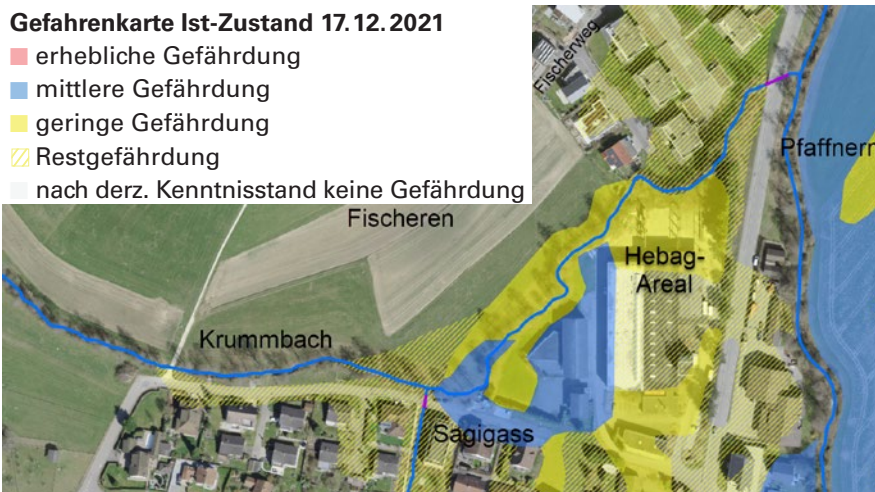 Gefahrenkarte Ist-Zustand 17.12.2021
erhebliche Gefährdung
mittlere Gefährdung
geringe Gefährdung
Restgefährdung
nach derz. Kenntnisstand keine Gefährdung
Fischerweg
Pfaffnern
Fischeren
Hebag-
Areal
Krummbach
Sagigass